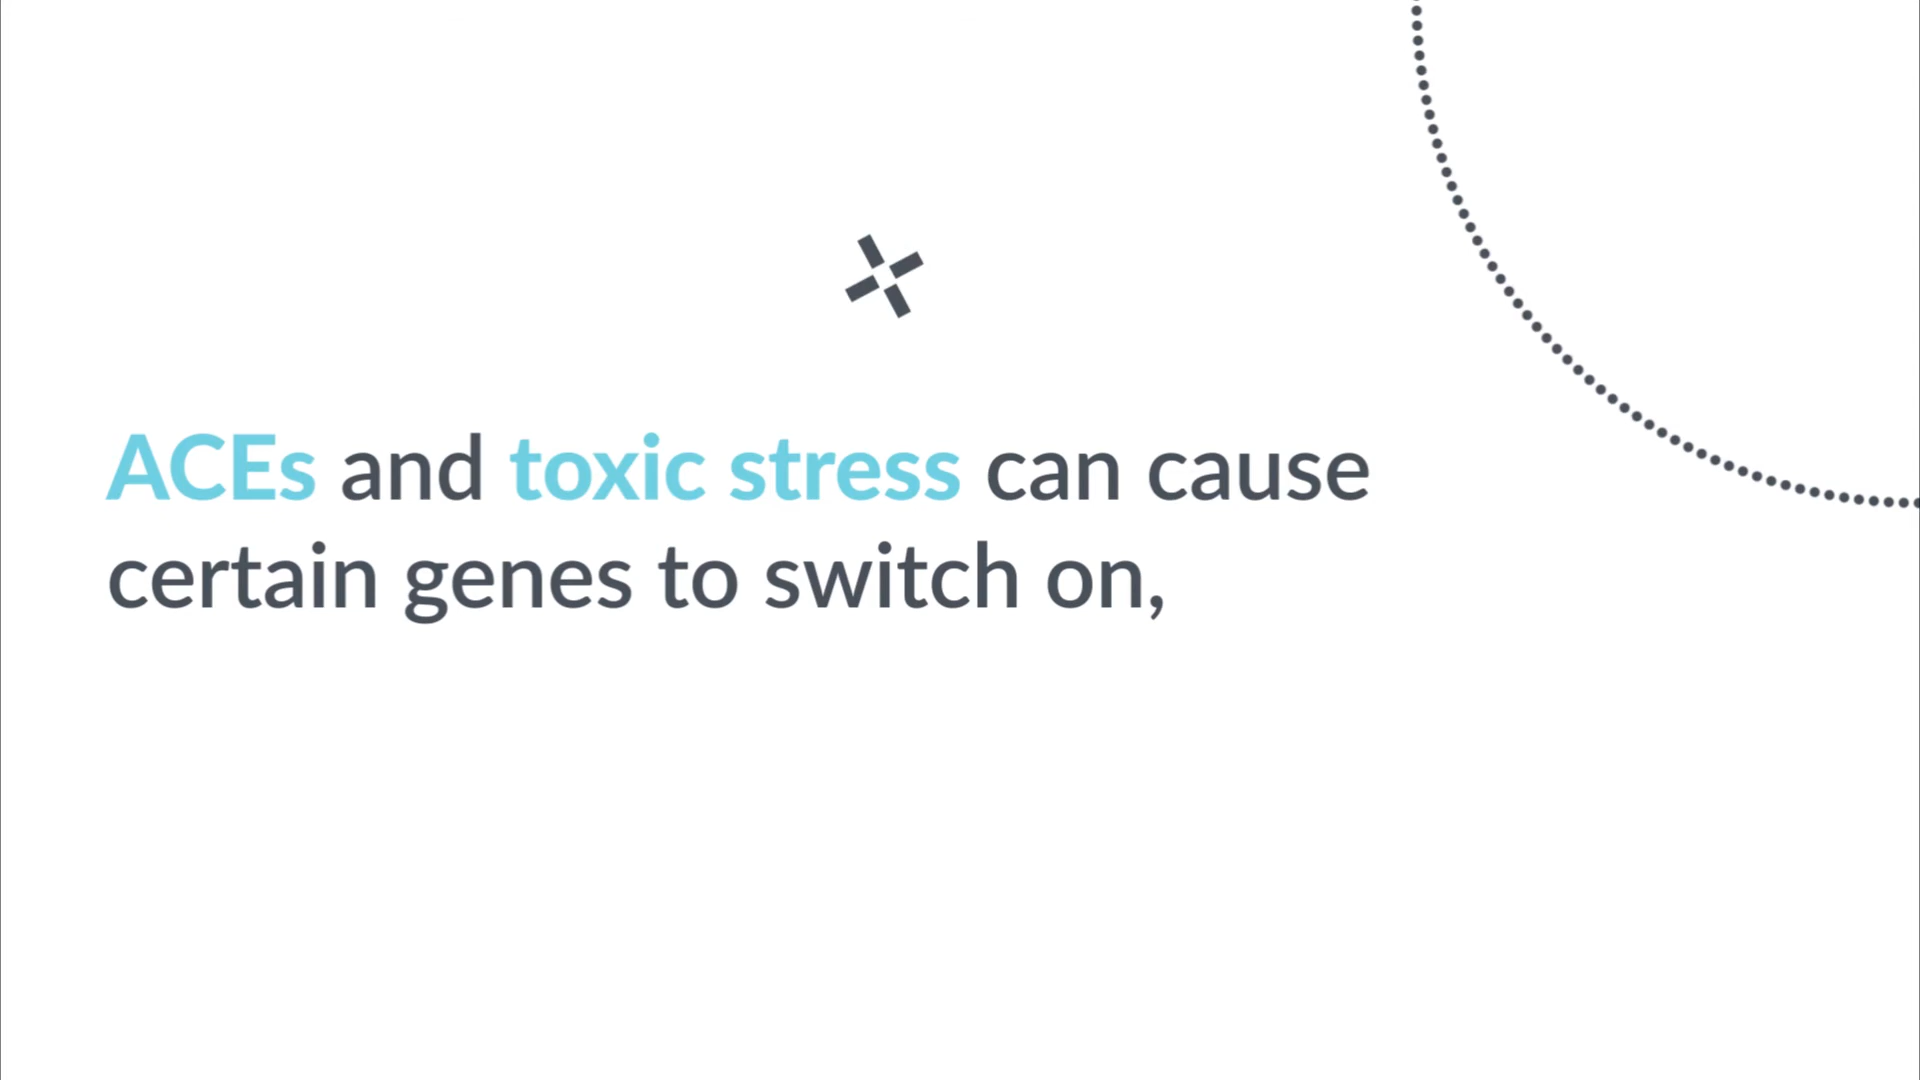 ACEs and toxic stress can cause
certain genes to switch on,